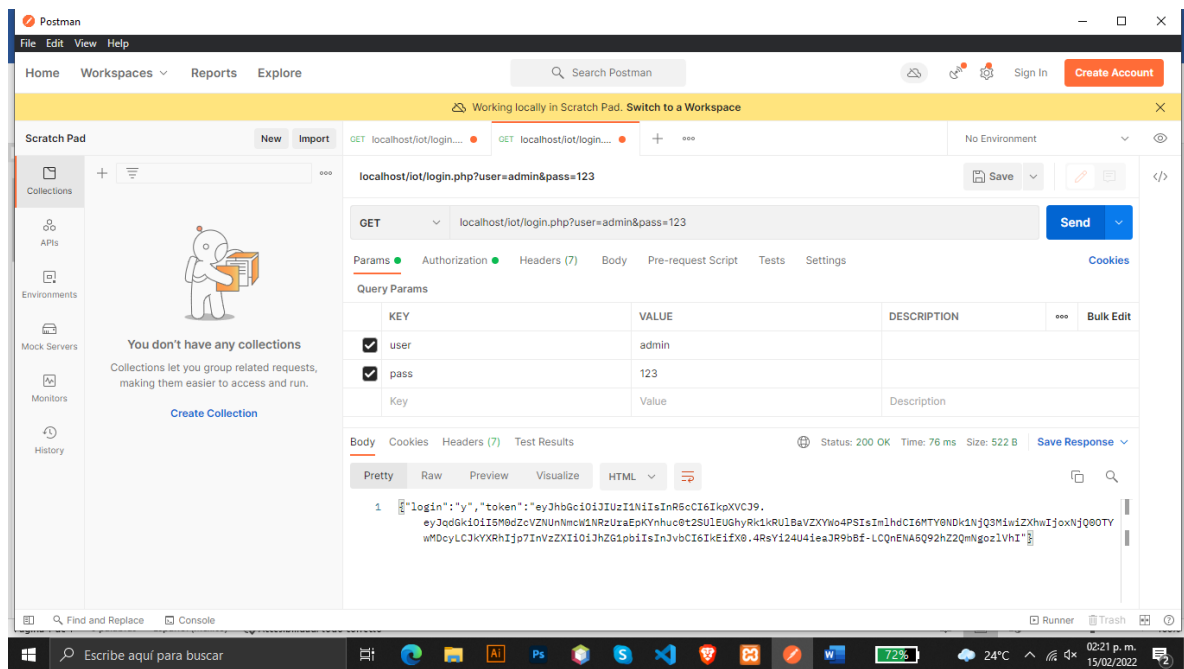 Postman
File Edit View Help
Home Workspaces Reports Explore
Search Postman
Sign In
Create Account
Working locally in Scratch Pad. Switch to a Workspace
Scratch Pad
New Import
GET localhost/iot/login....
GET localhost/iot/login....
No Environment
Collections
APIs
Environments
Mock Servers
Monitors
History
You don't have any collections
Collections let you group related requests,
making them easier to access and run.
Create Collection
localhost/iot/login.php?user=admin&pass=123
Save
GET localhost/iot/login.php?user=admin&pass=123
Send
Params Authorization Headers (7) Body Pre-request Script Tests Settings
Cookies
Query Params
KEY VALUE DESCRIPTION
Bulk Edit
user admin
pass 123
Key Value Description
Body Cookies Headers (7) Test Results
Status: 200 OK Time: 76 ms Size: 522 B
Save Response
Pretty Raw Preview Visualize HTML
1 {"login":"y","token":"eyJhbGciOiJIUzI1NiIsInR5cCI6IkpXVCJ9.
Find and Replace Console
Runner Trash
Escribe aquí para buscar
72%
24°C
02:21 p. m.
15/02/2022
2